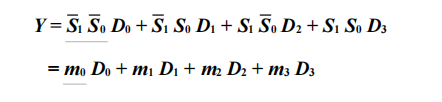 Y = S̅₁ S̅₀ D₀ + S̅₁ S₀ D₁ + S₁ S̅₀ D₂ + S₁ S₀ D₃
= m₀ D₀ + m₁ D₁ + m₂ D₂ + m₃ D₃